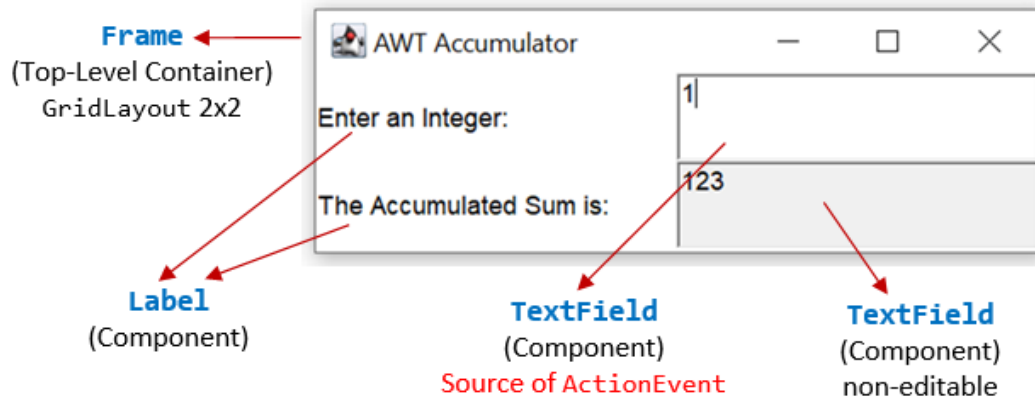 Frame
(Top-Level Container)
GridLayout 2x2
AWT Accumulator
Enter an Integer:
1
The Accumulated Sum is:
123
Label
(Component)
TextField
(Component)
Source of ActionEvent
TextField
(Component)
non-editable